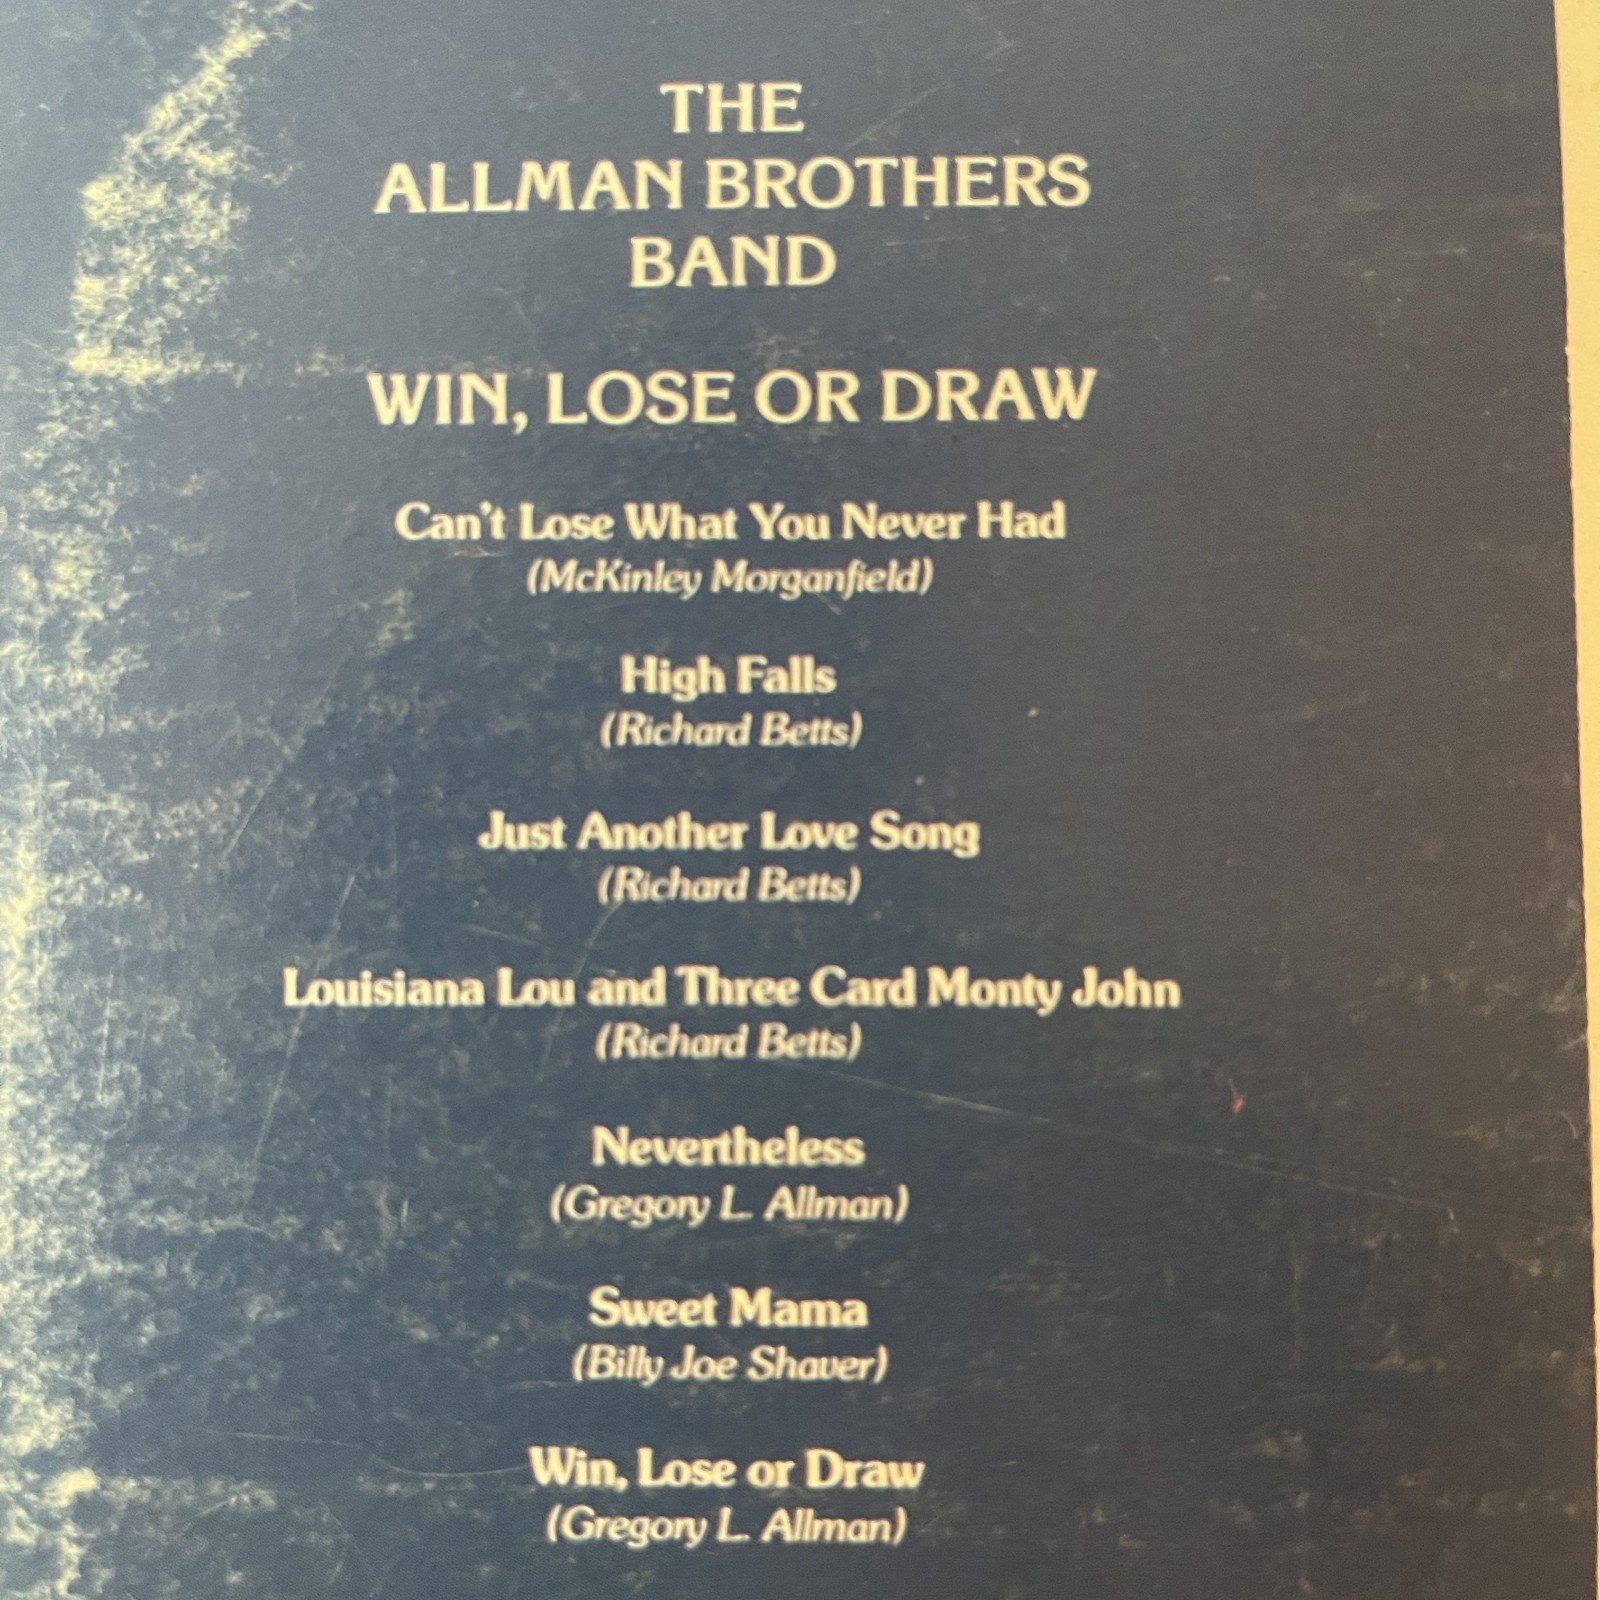 THE
ALLMAN BROTHERS
BAND
WIN, LOSE OR DRAW
Can't Lose What You Never Had
(McKinley Morganfield)
High Falls
(Richard Betts)
Just Another Love Song
(Richard Betts)
Louisiana Lou and Three Card Monty John
(Richard Betts)
Nevertheless
(Gregory L. Allman)
Sweet Mama
(Billy Joe Shaver)
Win, Lose or Draw
(Gregory L. Allman)